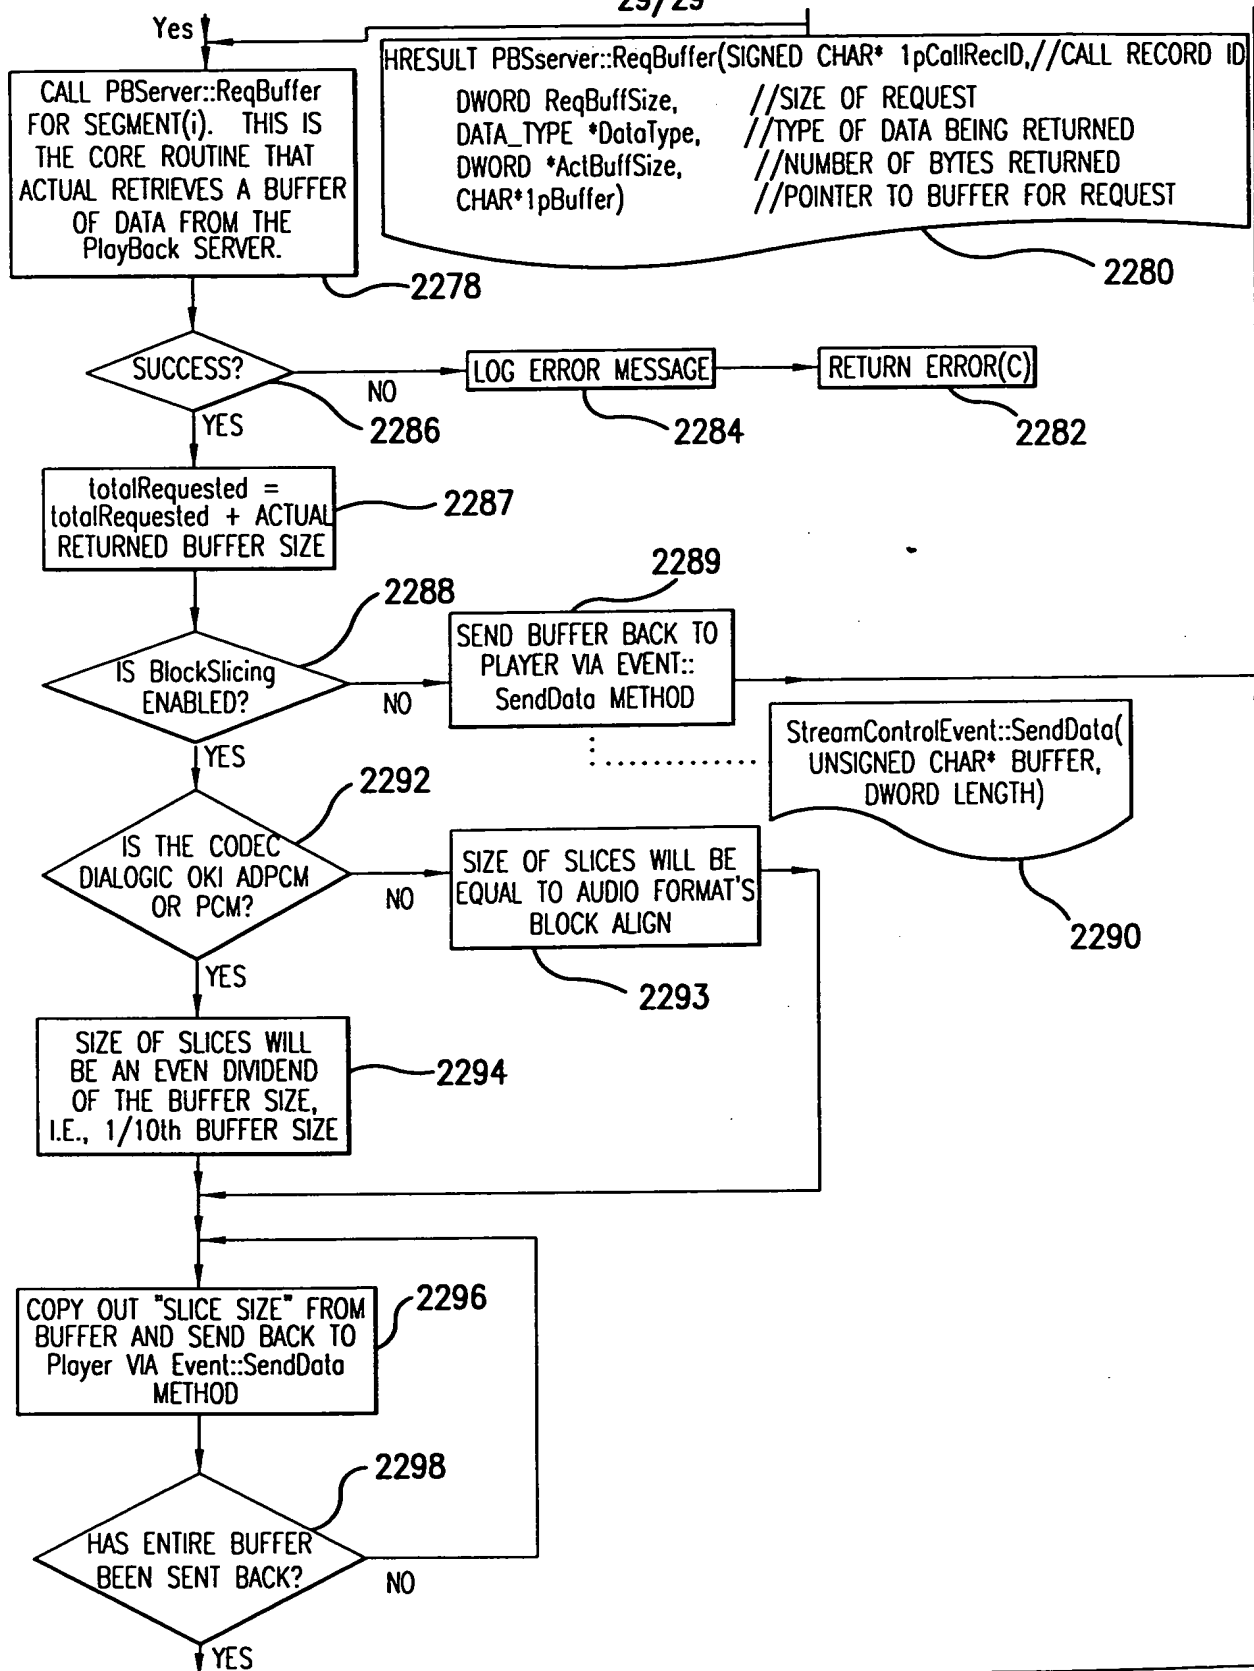 29/29
Yes
CALL PBServer::ReqBuffer
FOR SEGMENT(i). THIS IS
THE CORE ROUTINE THAT
ACTUAL RETRIEVES A BUFFER
OF DATA FROM THE
PlayBack SERVER.
2278
HRESULT PBSserver::ReqBuffer(SIGNED CHAR* 1pCallRecID,//CALL RECORD ID
DWORD ReqBuffSize, //SIZE OF REQUEST
DATA_TYPE *DataType, //TYPE OF DATA BEING RETURNED
DWORD *ActBuffSize, //NUMBER OF BYTES RETURNED
CHAR*1pBuffer) //POINTER TO BUFFER FOR REQUEST
2280
SUCCESS?
NO
2286
LOG ERROR MESSAGE
2284
RETURN ERROR(C)
2282
YES
totalRequested =
totalRequested + ACTUAL
RETURNED BUFFER SIZE
2287
2288
IS BlockSlicing
ENABLED?
NO
2289
SEND BUFFER BACK TO
PLAYER VIA EVENT::
SendData METHOD
StreamControlEvent::SendData(
UNSIGNED CHAR* BUFFER,
DWORD LENGTH)
2290
YES
2292
IS THE CODEC
DIALOGIC OKI ADPCM
OR PCM?
NO
SIZE OF SLICES WILL BE
EQUAL TO AUDIO FORMAT'S
BLOCK ALIGN
2293
YES
SIZE OF SLICES WILL
BE AN EVEN DIVIDEND
OF THE BUFFER SIZE,
I.E., 1/10th BUFFER SIZE
2294
COPY OUT "SLICE SIZE" FROM
BUFFER AND SEND BACK TO
Player VIA Event::SendData
METHOD
2296
2298
HAS ENTIRE BUFFER
BEEN SENT BACK?
NO
YES